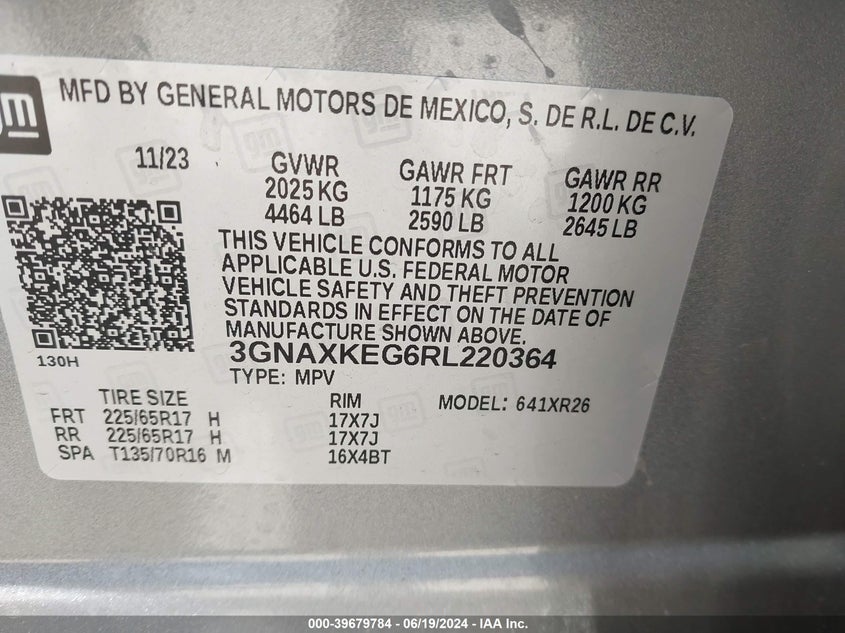 gm
MFD BY GENERAL MOTORS DE MEXICO, S. DE R.L. DE C.V.
11/23
GVWR
2025 KG
4464 LB
GAWR FRT
1175 KG
2590 LB
GAWR RR
1200 KG
2645 LB
THIS VEHICLE CONFORMS TO ALL
APPLICABLE U.S. FEDERAL MOTOR
VEHICLE SAFETY AND THEFT PREVENTION
STANDARDS IN EFFECT ON THE DATE OF
MANUFACTURE SHOWN ABOVE.
130H
3GNAXKEG6RL220364
TYPE: MPV
TIRE SIZE
RIM
MODEL: 641XR26
FRT 225/65R17 H 17X7J
RR 225/65R17 H 17X7J
SPA T135/70R16 M 16X4BT
000-39679784 - 06/19/2024 - IAA Inc.